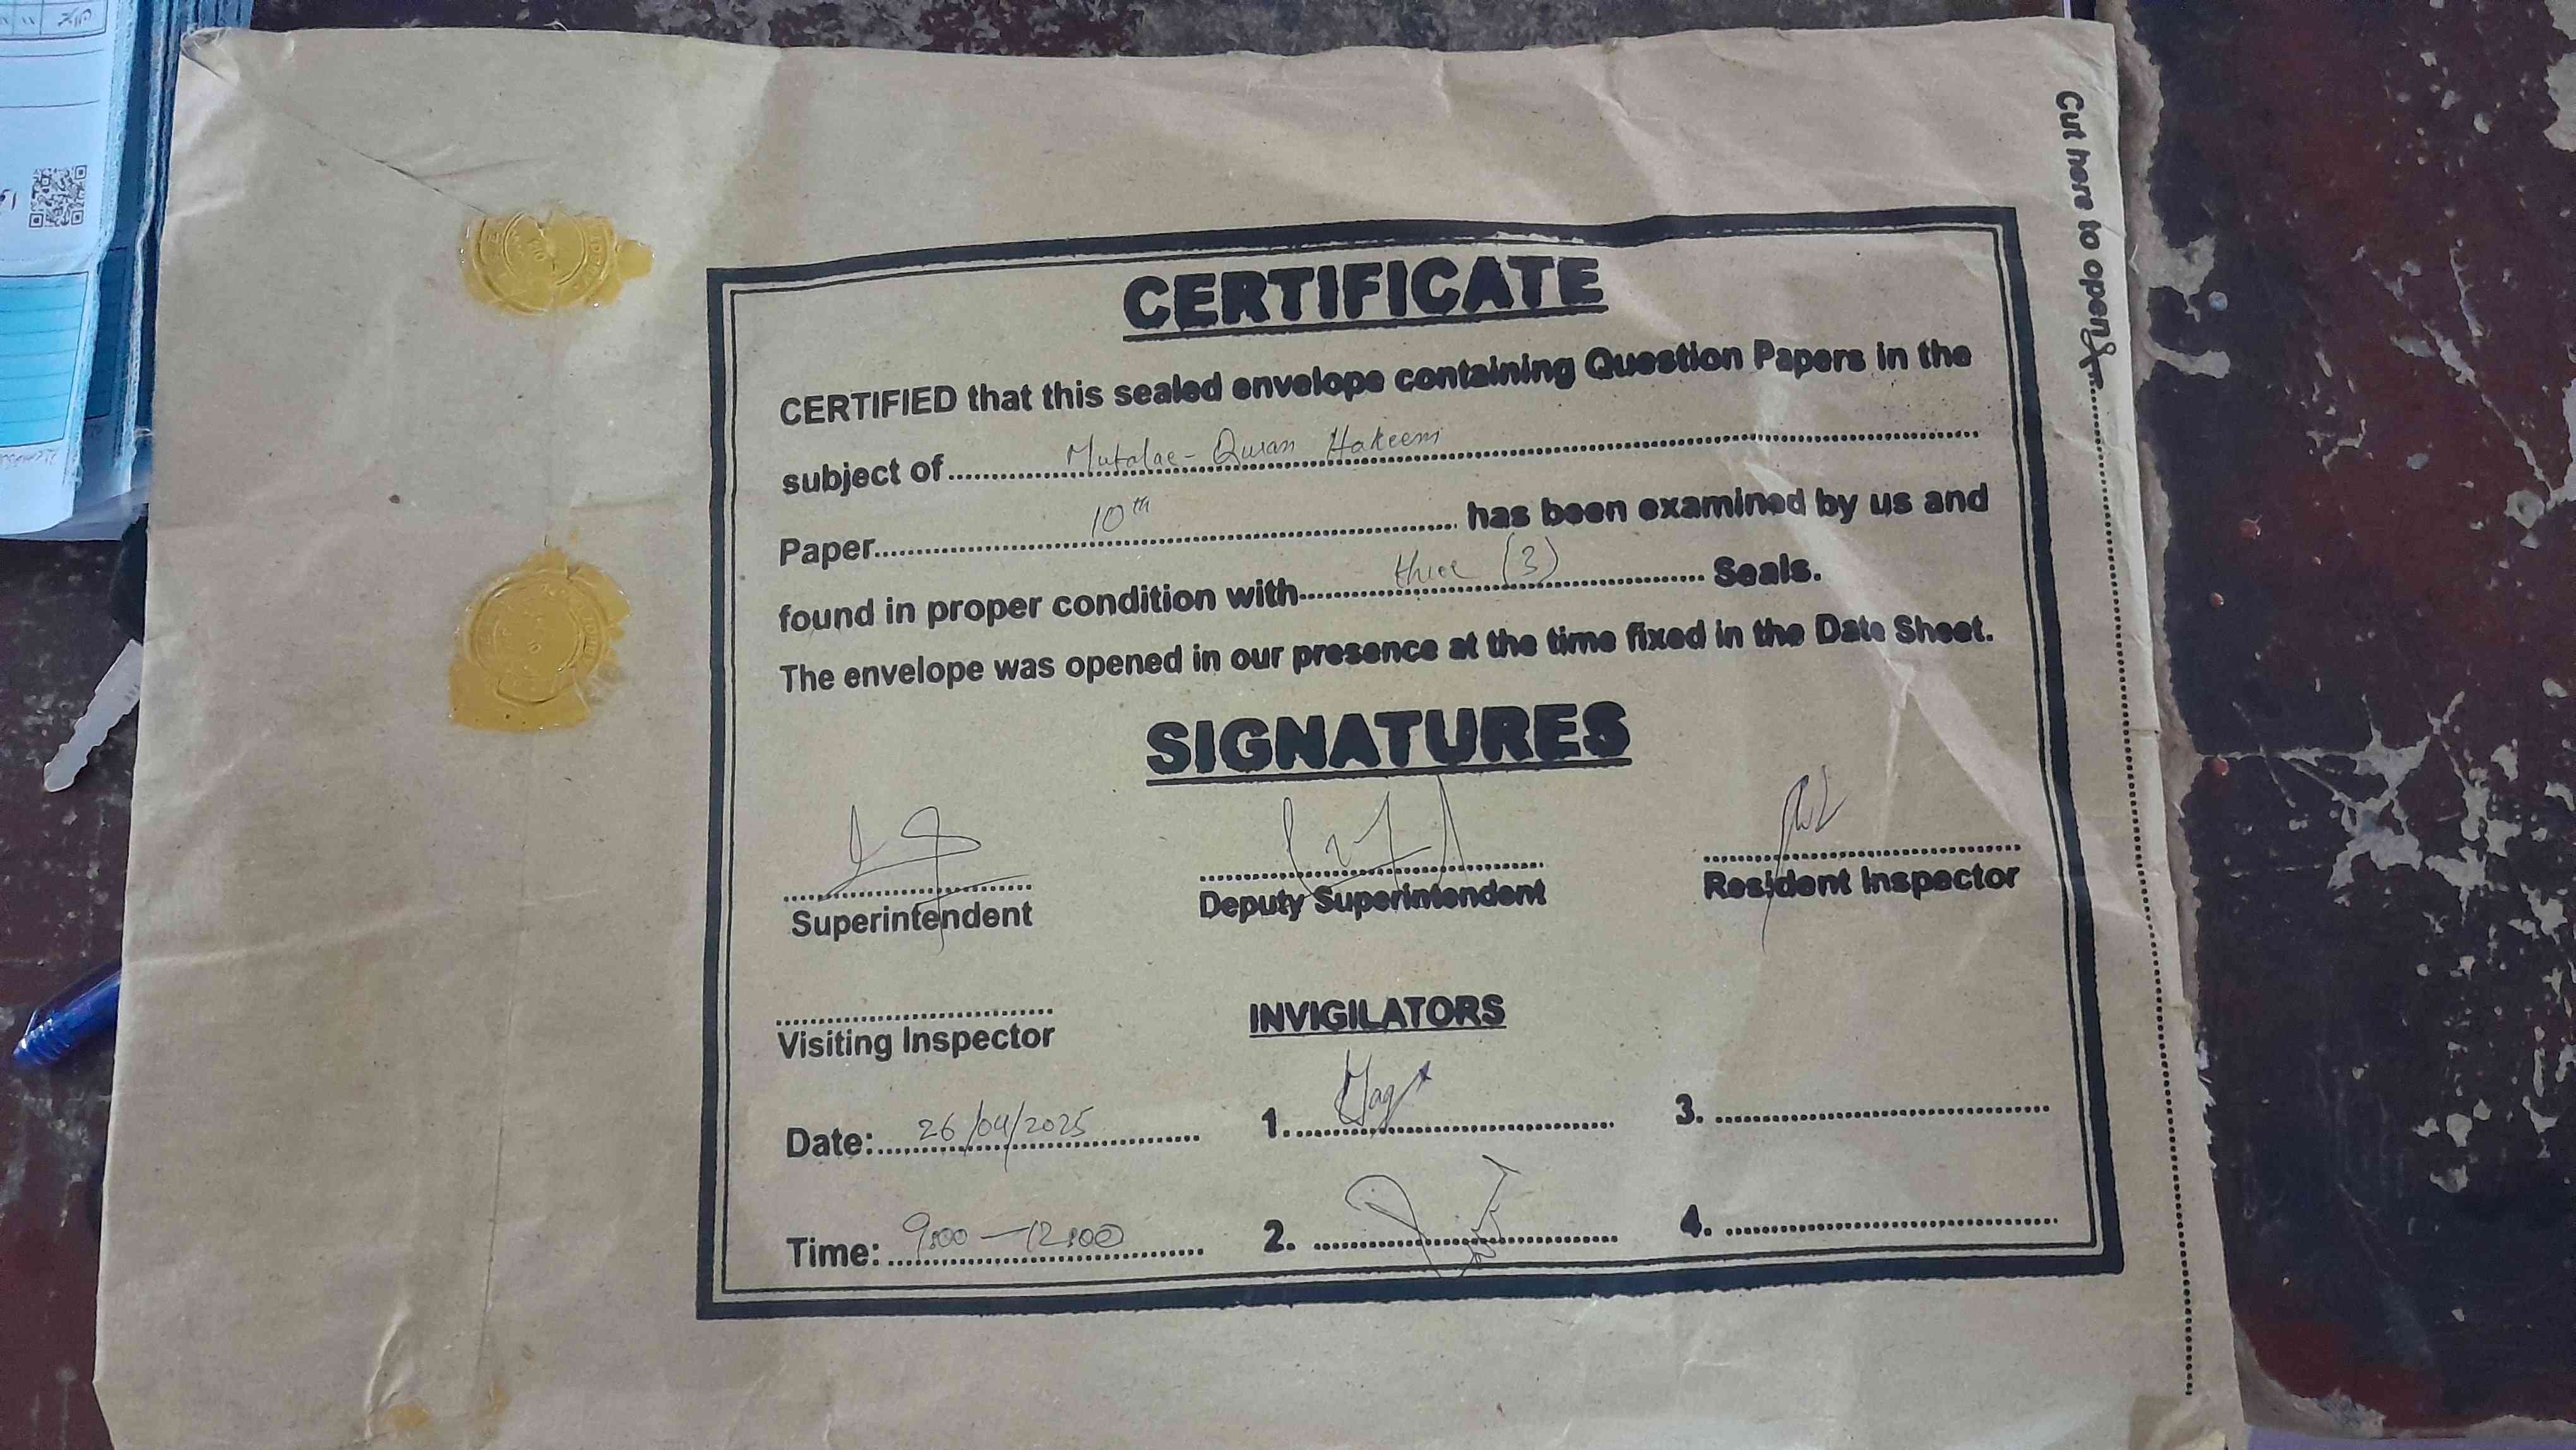 Cut here to open
CERTIFICATE
CERTIFIED that this sealed envelope containing Question Papers in the
subject of Mutalae-Quran Hakeem
Paper 10th has been examined by us and
found in proper condition with three (3) Seals.
The envelope was opened in our presence at the time fixed in the Date Sheet.
SIGNATURES
Superintendent Deputy Superintendent Resident Inspector
Visiting Inspector INVIGILATORS
Date: 26/04/2025 1. 3.
Time: 9:00 - 12:00 2. 4.